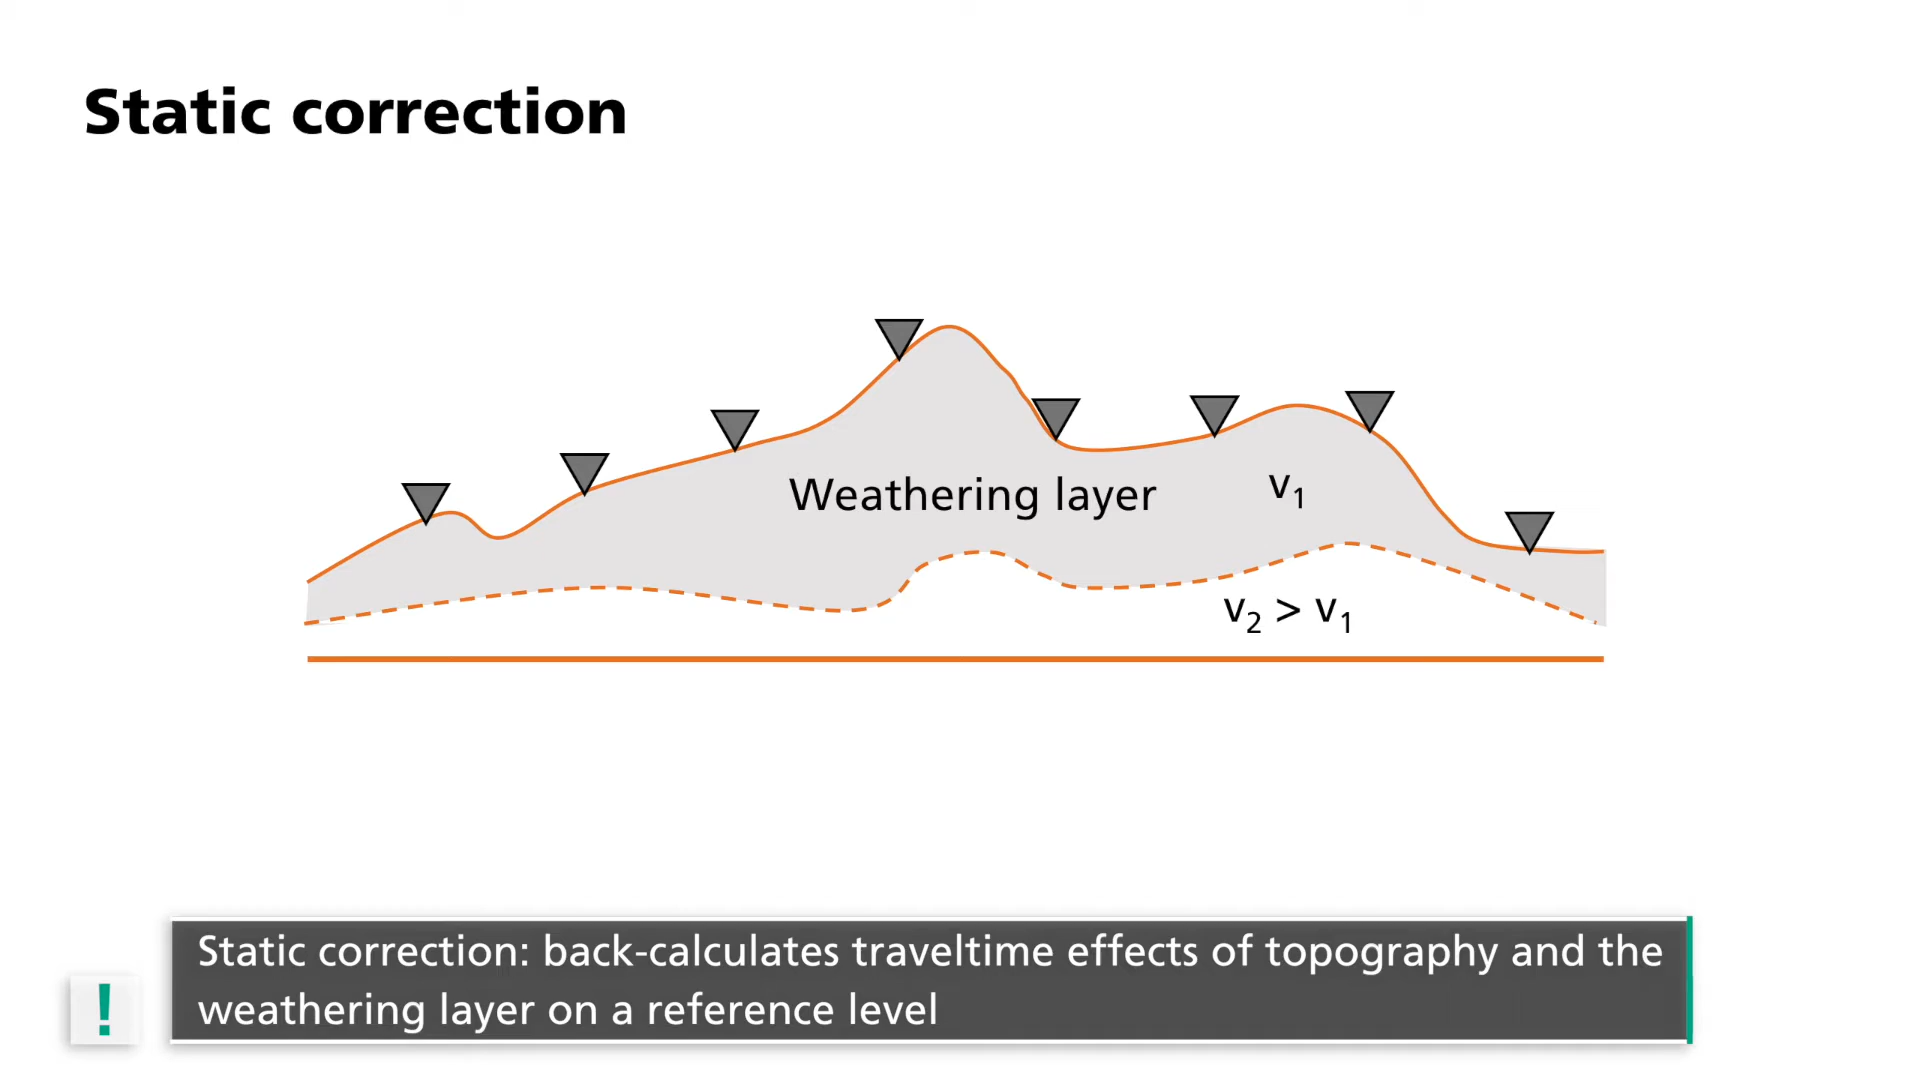 Static correction
Weathering layer
v₁
v₂ > v₁
Static correction: back-calculates traveltime effects of topography and the
weathering layer on a reference level
!